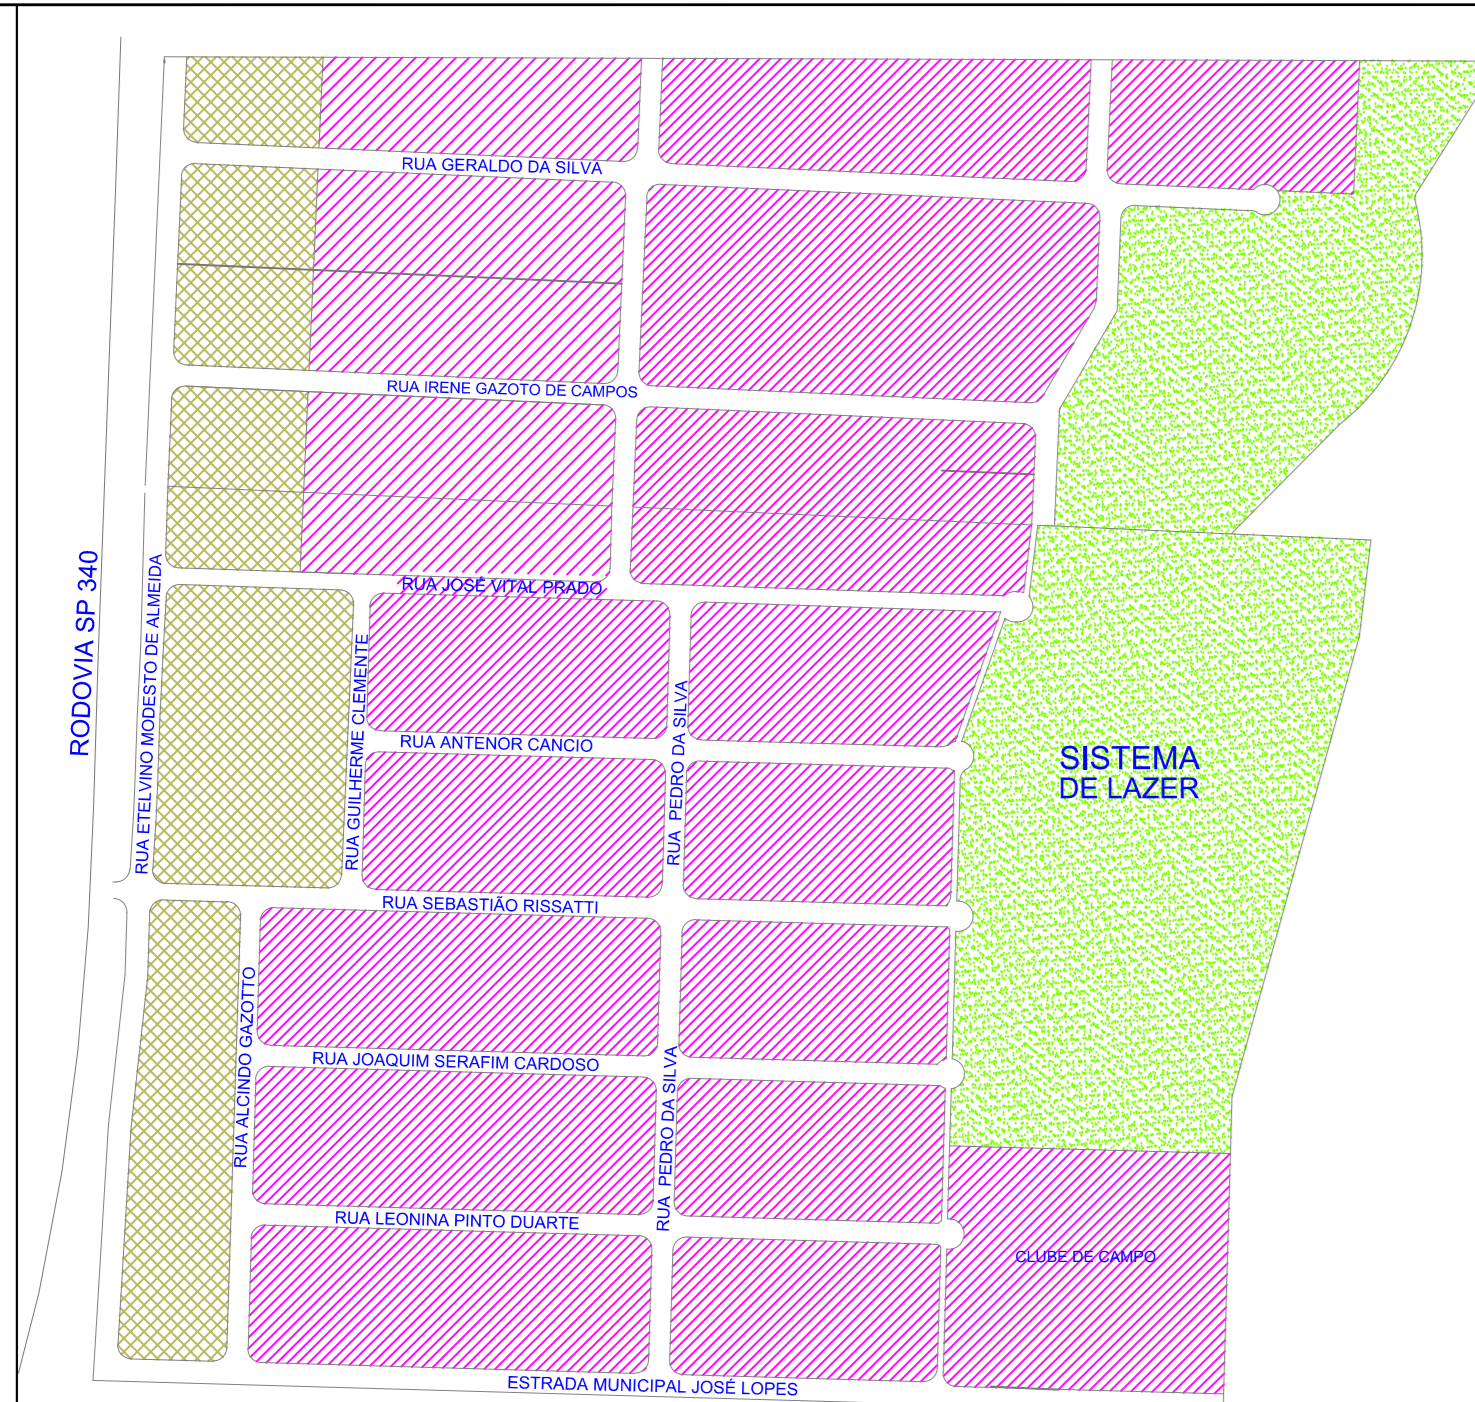 RUA GERALDO DA SILVA
RUA IRENE GAZOTO DE CAMPOS
RODOVIA SP 340
RUA ETELVINO MODESTO DE ALMEIDA
RUA JOSÉ VITAL PRADO
RUA GUILHERME CLEMENTE
RUA ANTENOR CANCIO
RUA PEDRO DA SILVA
SISTEMA
DE LAZER
RUA SEBASTIÃO RISSATTI
RUA ALCINDO GAZOTTO
RUA JOAQUIM SERAFIM CARDOSO
RUA PEDRO DA SILVA
RUA LEONINA PINTO DUARTE
CLUBE DE CAMPO
ESTRADA MUNICIPAL JOSÉ LOPES